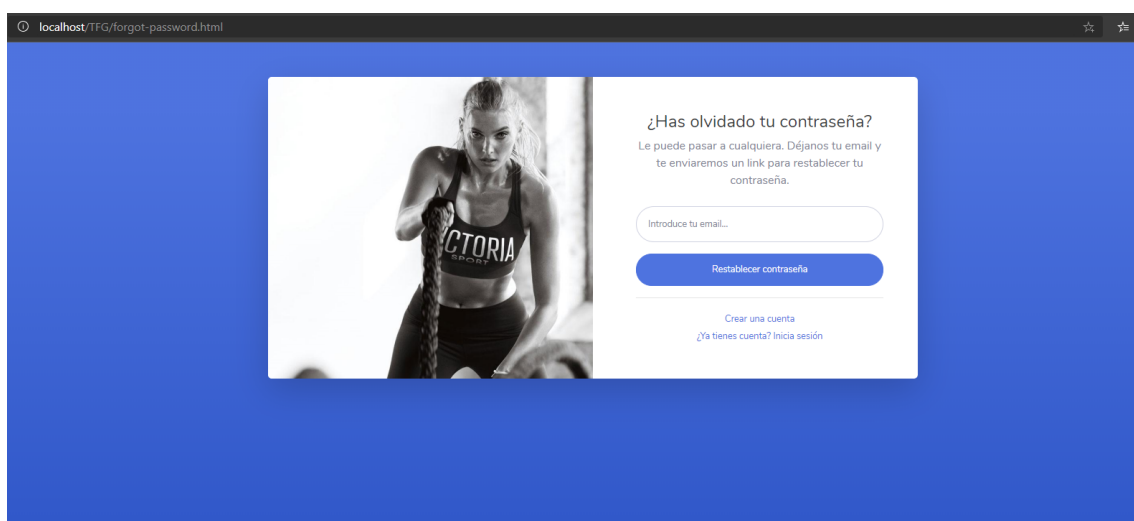 localhost/TFG/forgot-password.html
¿Has olvidado tu contraseña?
Le puede pasar a cualquiera. Déjanos tu email y
te enviaremos un link para restablecer tu
contraseña.
Introduce tu email...
Restablecer contraseña
Crear una cuenta
¿Ya tienes cuenta? Inicia sesión
CTORIA
SPORT